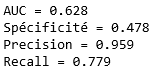 AUC = 0.628
Spécificité = 0.478
Precision = 0.959
Recall = 0.779